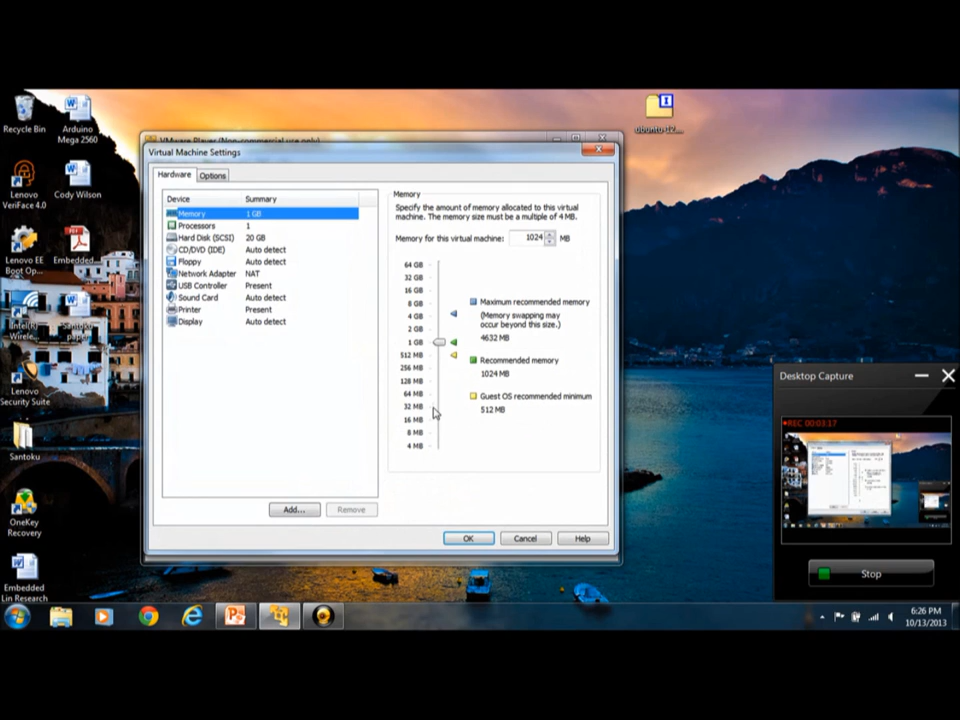 Recycle Bin
Arduino
Mega 2560
Lenovo
VeriFace 4.0
Cody Wilson
Lenovo EE
Boot Op...
Embedded...
Intel(R)
Wirele...
Santoku
paper
Lenovo
Security Suite
Santoku
OneKey
Recovery
Embedded
Lin Research
ubuntu-12....
VMware Player (Non-commercial use only)
Virtual Machine Settings
Hardware
Options
Device Summary
Memory 1 GB
Processors 1
Hard Disk (SCSI) 20 GB
CD/DVD (IDE) Auto detect
Floppy Auto detect
Network Adapter NAT
USB Controller Present
Sound Card Auto detect
Printer Present
Display Auto detect
Add...
Remove
Memory
Specify the amount of memory allocated to this virtual
machine. The memory size must be a multiple of 4 MB.
Memory for this virtual machine: 1024 MB
64 GB
32 GB
16 GB
8 GB
4 GB
2 GB
1 GB
512 MB
256 MB
128 MB
64 MB
32 MB
16 MB
8 MB
4 MB
Maximum recommended memory
(Memory swapping may
occur beyond this size.)
4632 MB
Recommended memory
1024 MB
Guest OS recommended minimum
512 MB
OK
Cancel
Help
Desktop Capture
REC 00:03:17
Stop
6:26 PM
10/13/2013